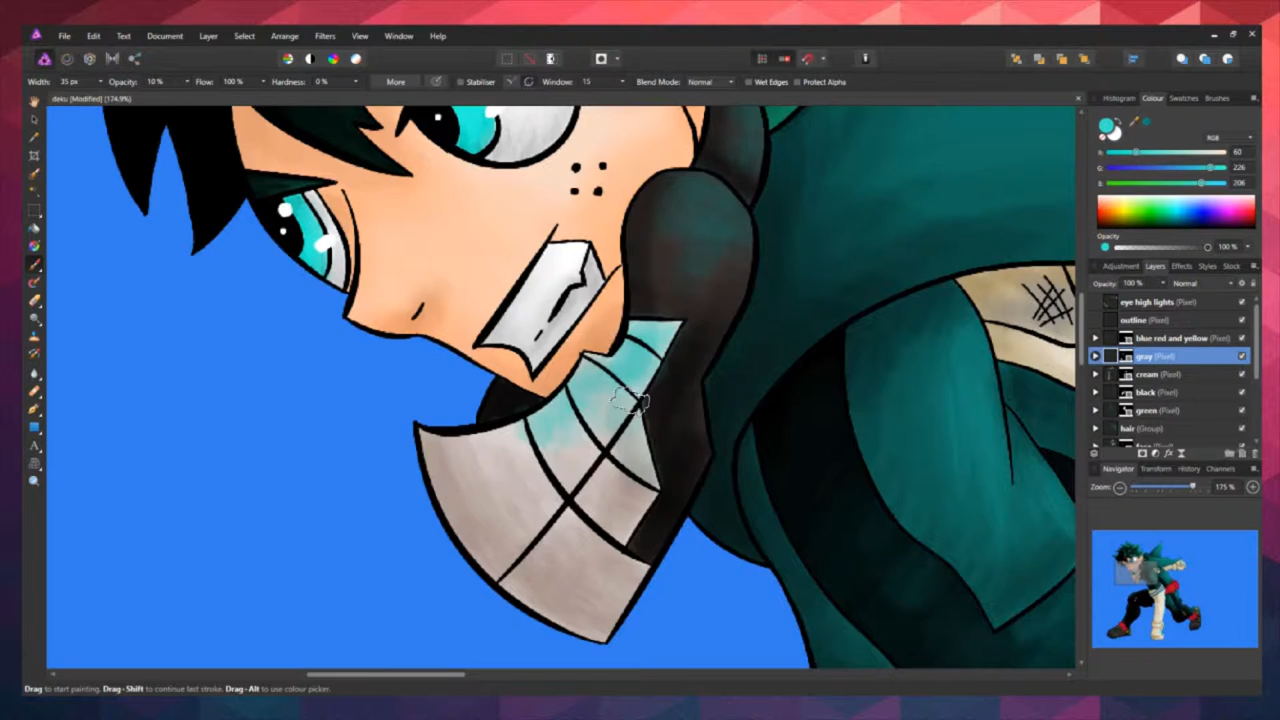 File Edit Text Document Layer Select Arrange Filters View Window Help
Width: 35 px Opacity: 10 % Flow: 100 % Hardness: 0 % More Stabiliser Window: 15 Blend Mode: Normal Wet Edges Protect Alpha
deku [Modified] (174.9%)
Histogram Colour Swatches Brushes
RGB
R: 60
G: 226
B: 206
Opacity
100 %
Adjustment Layers Effects Styles Stock
Opacity: 100 % Normal
eye high lights (Pixel)
outline (Pixel)
blue red and yellow (Pixel)
gray (Pixel)
cream (Pixel)
black (Pixel)
green (Pixel)
hair (Group)
Navigator Transform History Channels
Zoom: 175 %
Drag to start painting. Drag+Shift to continue last stroke. Drag+Alt to use colour picker.